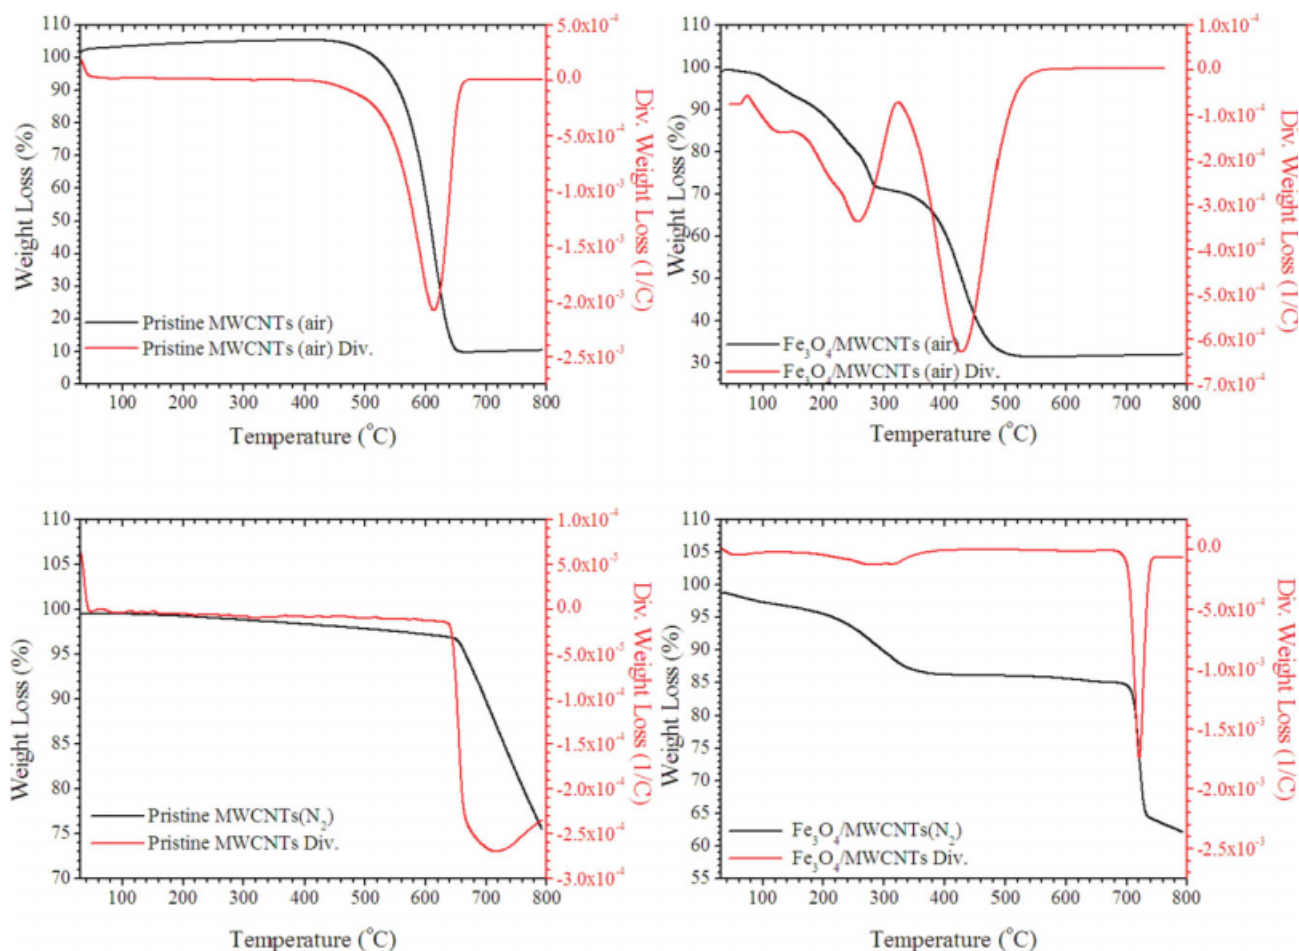 110
100
90
80
70
60
50
40
30
20
10
0
Weight Loss (%)
5.0x10⁻⁴
0.0
-5.0x10⁻⁴
-1.0x10⁻³
-1.5x10⁻³
-2.0x10⁻³
-2.5x10⁻³
Div. Weight Loss (1/C)
Pristine MWCNTs (air)
Pristine MWCNTs (air) Div.
100 200 300 400 500 600 700 800
Temperature (°C)
110
100
90
80
70
60
50
40
30
Weight Loss (%)
1.0x10⁻⁴
0.0
-1.0x10⁻⁴
-2.0x10⁻⁴
-3.0x10⁻⁴
-4.0x10⁻⁴
-5.0x10⁻⁴
-6.0x10⁻⁴
-7.0x10⁻⁴
Div. Weight Loss (1/C)
Fe₃O₄/MWCNTs (air)
Fe₃O₄/MWCNTs (air) Div.
100 200 300 400 500 600 700 800
Temperature (°C)
110
105
100
95
90
85
80
75
70
Weight Loss (%)
1.0x10⁻⁴
5.0x10⁻⁵
0.0
-5.0x10⁻⁵
-1.0x10⁻⁴
-1.5x10⁻⁴
-2.0x10⁻⁴
-2.5x10⁻⁴
-3.0x10⁻⁴
Div. Weight Loss (1/C)
Pristine MWCNTs(N₂)
Pristine MWCNTs Div.
100 200 300 400 500 600 700 800
Temperature (°C)
110
105
100
95
90
85
80
75
70
65
60
55
Weight Loss (%)
0.0
-5.0x10⁻⁴
-1.0x10⁻³
-1.5x10⁻³
-2.0x10⁻³
-2.5x10⁻³
Div. Weight Loss (1/C)
Fe₃O₄/MWCNTs(N₂)
Fe₃O₄/MWCNTs Div.
100 200 300 400 500 600 700 800
Temperature (°C)